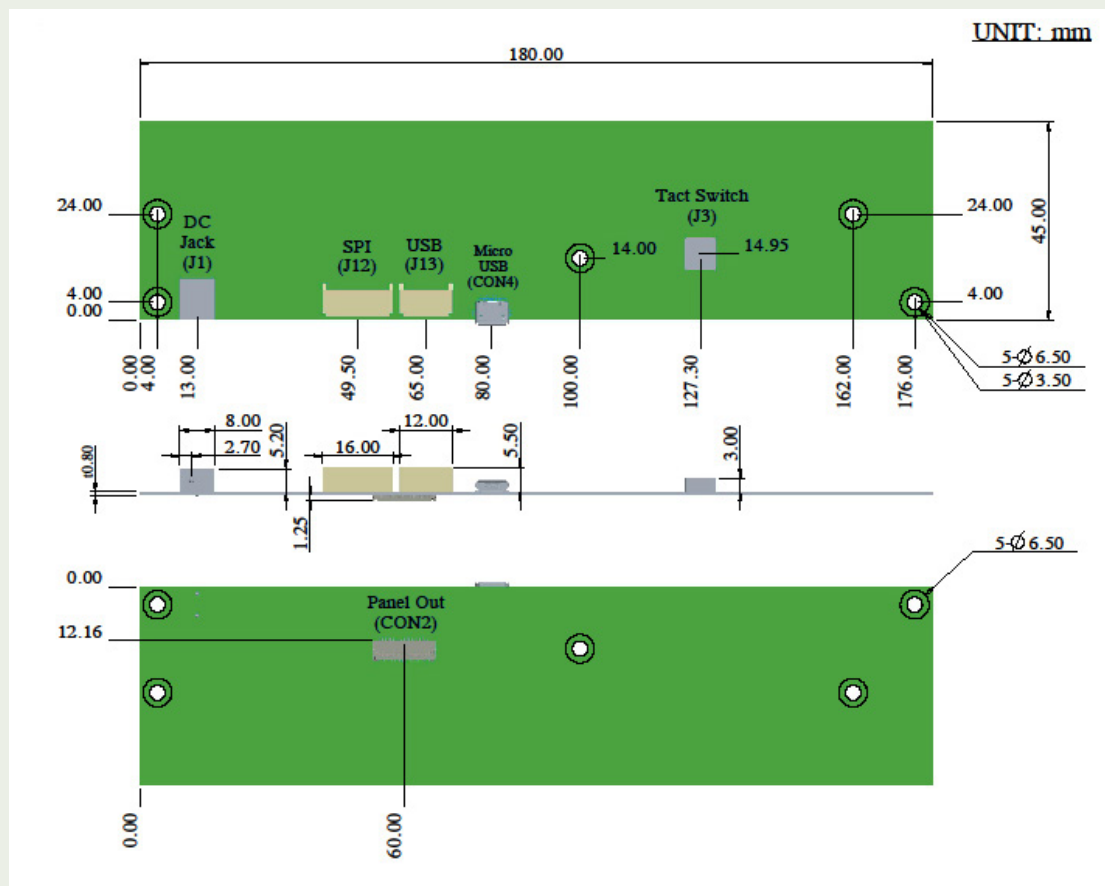 UNIT: mm
180.00
Tact Switch
(J3)
24.00
24.00
45.00
DC
Jack
(J1)
SPI
(J12)
USB
(J13)
Micro
USB
(CON4)
14.00
14.95
4.00
4.00
0.00
0.00
4.00
13.00
49.50
65.00
80.00
100.00
127.30
162.00
176.00
5-Ø6.50
5-Ø3.50
8.00
12.00
2.70
5.20
16.00
5.50
3.00
t0.80
1.25
5-Ø6.50
0.00
Panel Out
(CON2)
12.16
0.00
60.00